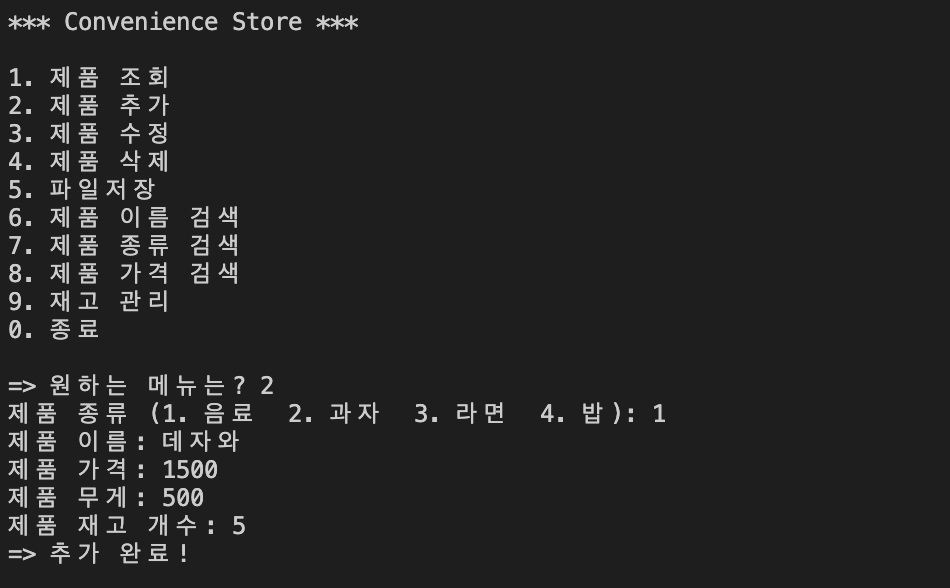 *** Convenience Store ***
1. 제품 조회
2. 제품 추가
3. 제품 수정
4. 제품 삭제
5. 파일저장
6. 제품 이름 검색
7. 제품 종류 검색
8. 제품 가격 검색
9. 재고 관리
0. 종료
=> 원하는 메뉴는? 2
제품 종류 (1. 음료  2. 과자  3. 라면  4. 밥): 1
제품 이름: 데자와
제품 가격: 1500
제품 무게: 500
제품 재고 개수: 5
=> 추가 완료!